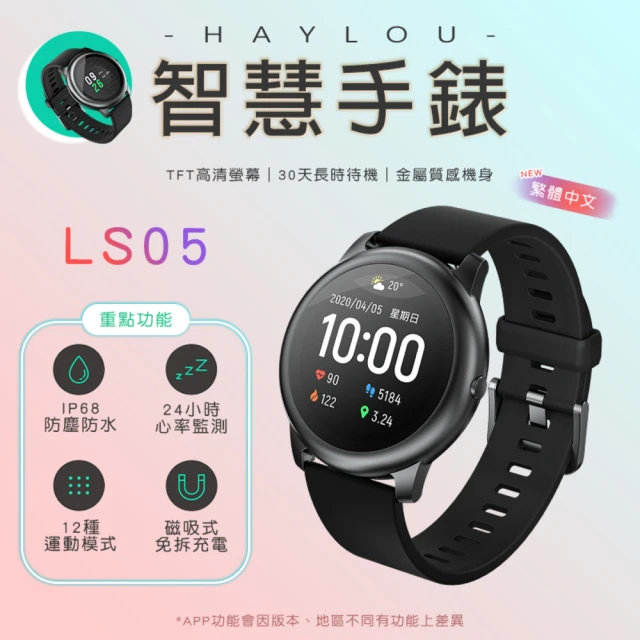 -HAYLOU-
智慧手錶
TFT高清螢幕｜30天長時待機｜金屬質感機身
NEW
繁體中文
LS05
重點功能
IP68
防塵防水
zzZ
24小時
心率監測
12種
運動模式
磁吸式
免拆充電
20°
2020/04/05 星期日
10:00
90
5184
122
3.24
*APP功能會因版本、地區不同有功能上差異